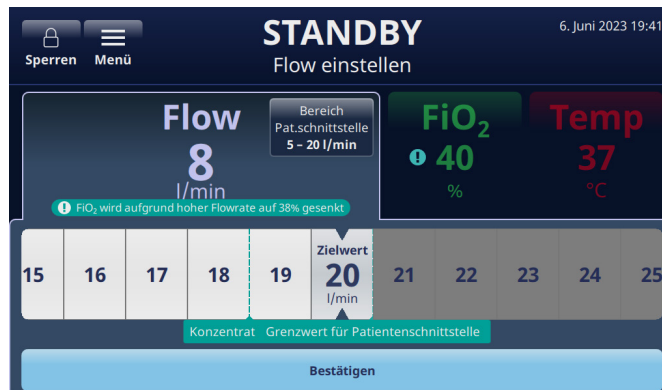 STANDBY
6. Juni 2023 19:41
Sperren Menü
Flow einstellen
Flow
Bereich
Pat.schnittstelle
5 – 20 l/min
8
l/min
FiO₂ wird aufgrund hoher Flowrate auf 38% gesenkt
FiO₂
40
%
Temp
37
°C
Zielwert
15 16 17 18 19 20 21 22 23 24 25
l/min
Konzentrat Grenzwert für Patientenschnittstelle
Bestätigen